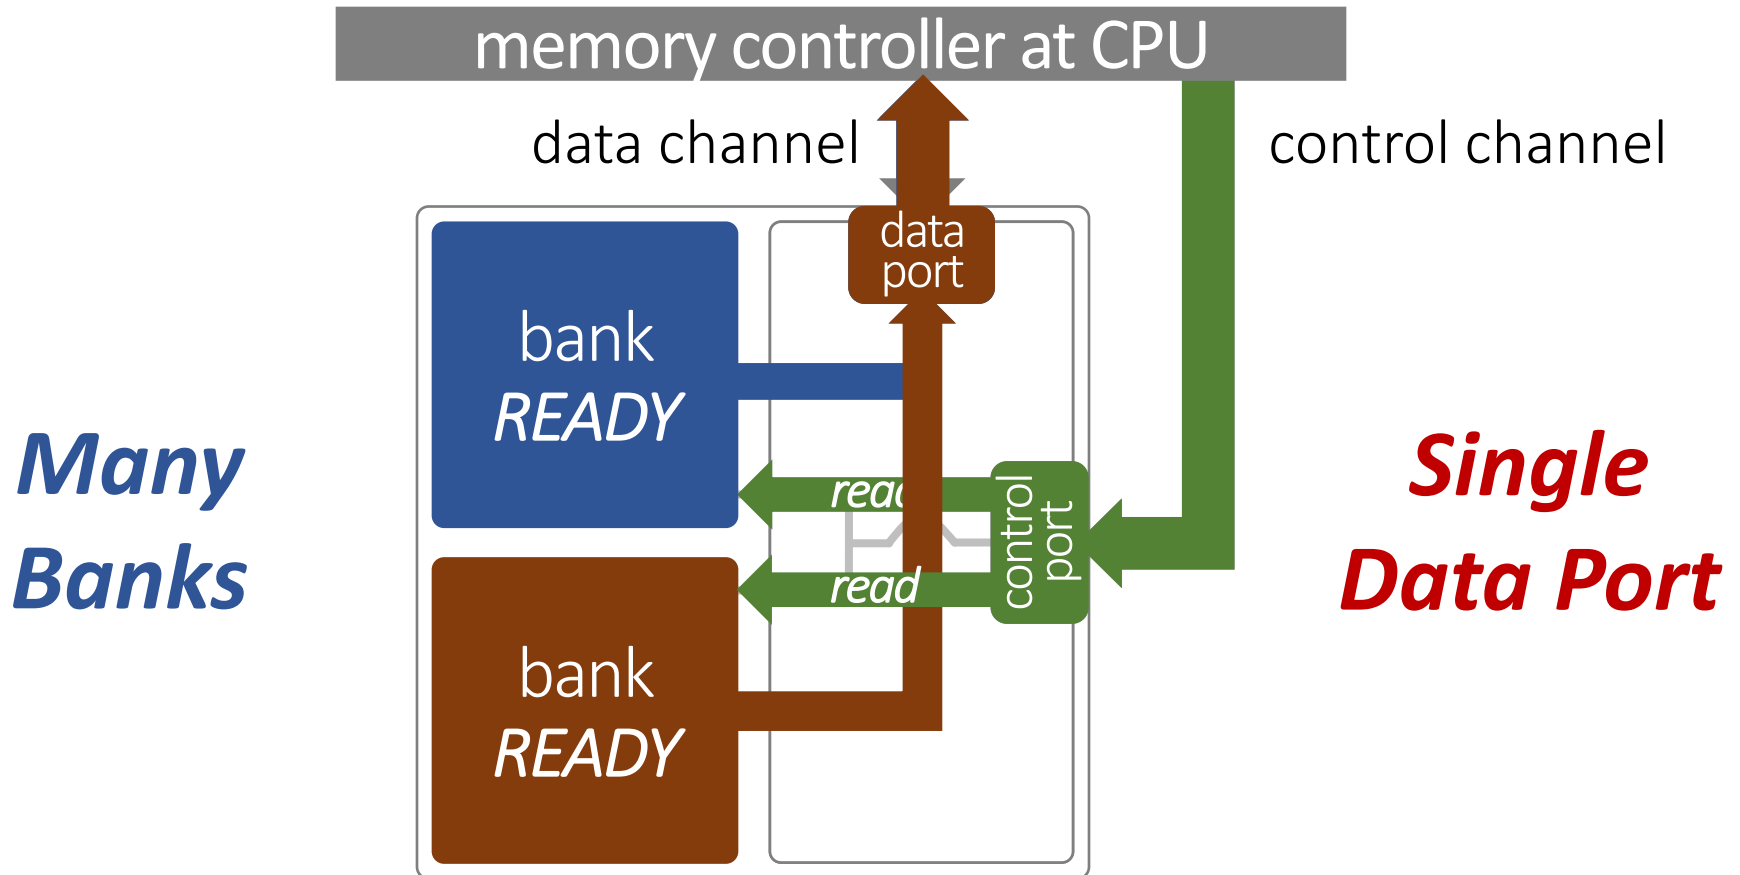 memory controller at CPU
data channel
control channel
data
port
bank
READY
Many
Banks
read
control
port
read
Single
Data Port
bank
READY